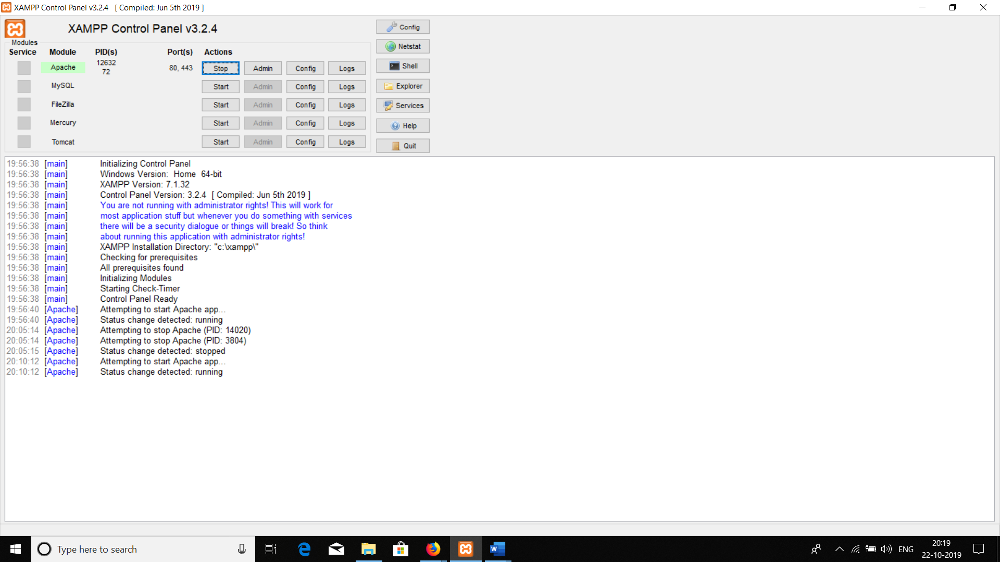 XAMPP Control Panel v3.2.4 [ Compiled: Jun 5th 2019 ]
XAMPP Control Panel v3.2.4
Modules
Service Module PID(s) Port(s) Actions
Apache 12632 72 80, 443 Stop Admin Config Logs
MySQL Start Admin Config Logs
FileZilla Start Admin Config Logs
Mercury Start Admin Config Logs
Tomcat Start Admin Config Logs
Config
Netstat
Shell
Explorer
Services
Help
Quit
19:56:38 [main] Initializing Control Panel
19:56:38 [main] Windows Version: Home 64-bit
19:56:38 [main] XAMPP Version: 7.1.32
19:56:38 [main] Control Panel Version: 3.2.4 [ Compiled: Jun 5th 2019 ]
19:56:38 [main] You are not running with administrator rights! This will work for
19:56:38 [main] most application stuff but whenever you do something with services
19:56:38 [main] there will be a security dialogue or things will break! So think
19:56:38 [main] about running this application with administrator rights!
19:56:38 [main] XAMPP Installation Directory: "c:\xampp\"
19:56:38 [main] Checking for prerequisites
19:56:38 [main] All prerequisites found
19:56:38 [main] Initializing Modules
19:56:38 [main] Starting Check-Timer
19:56:38 [main] Control Panel Ready
19:56:40 [Apache] Attempting to start Apache app...
19:56:40 [Apache] Status change detected: running
20:05:14 [Apache] Attempting to stop Apache (PID: 14020)
20:05:14 [Apache] Attempting to stop Apache (PID: 3804)
20:05:15 [Apache] Status change detected: stopped
20:10:12 [Apache] Attempting to start Apache app...
20:10:12 [Apache] Status change detected: running
Type here to search
ENG
20:19
22-10-2019